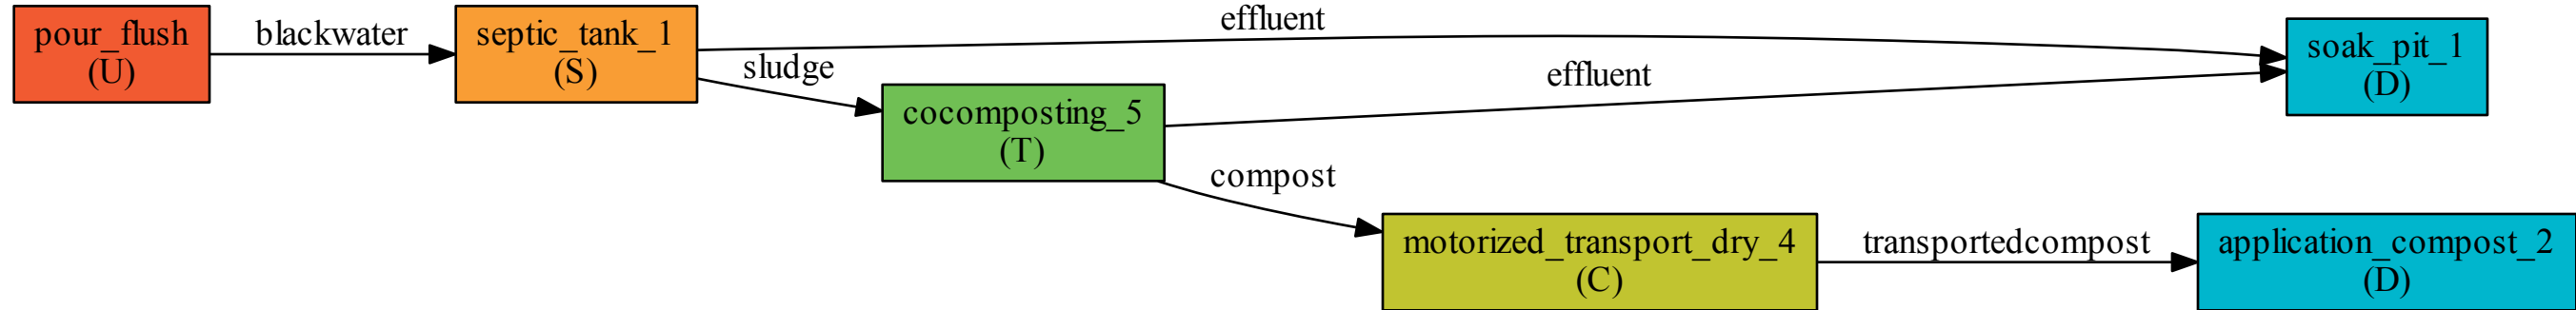 pour_flush
(U)
blackwater
septic_tank_1
(S)
effluent
sludge
cocomposting_5
(T)
effluent
compost
soak_pit_1
(D)
motorized_transport_dry_4
(C)
transportedcompost
application_compost_2
(D)